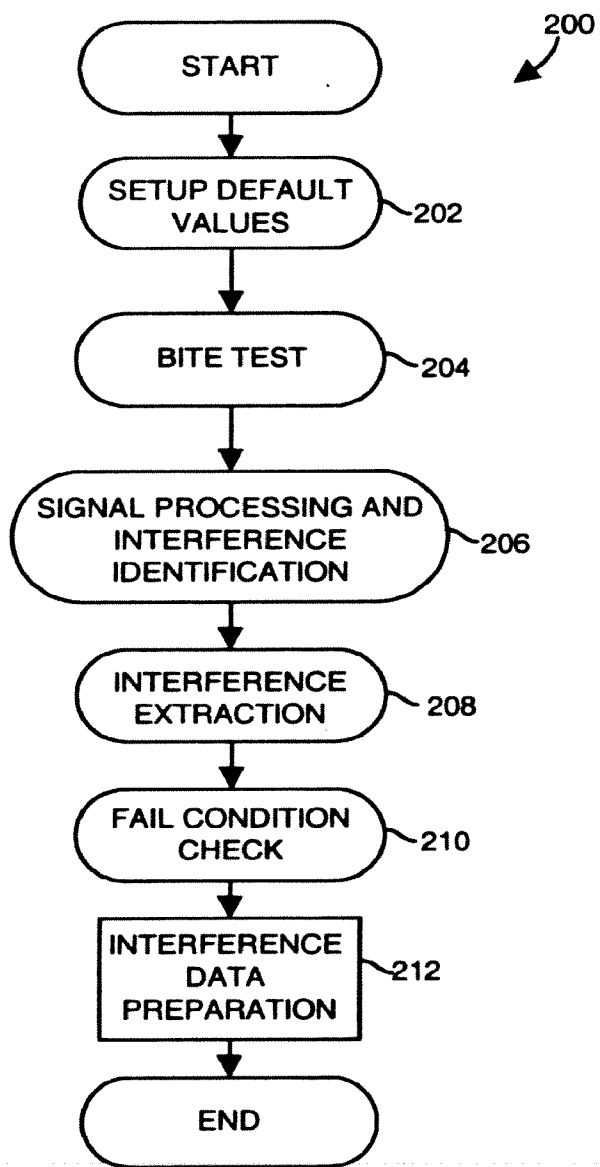 200
START
SETUP DEFAULT
VALUES
202
BITE TEST
204
SIGNAL PROCESSING AND
INTERFERENCE
IDENTIFICATION
206
INTERFERENCE
EXTRACTION
208
FAIL CONDITION
CHECK
210
INTERFERENCE
DATA
PREPARATION
212
END